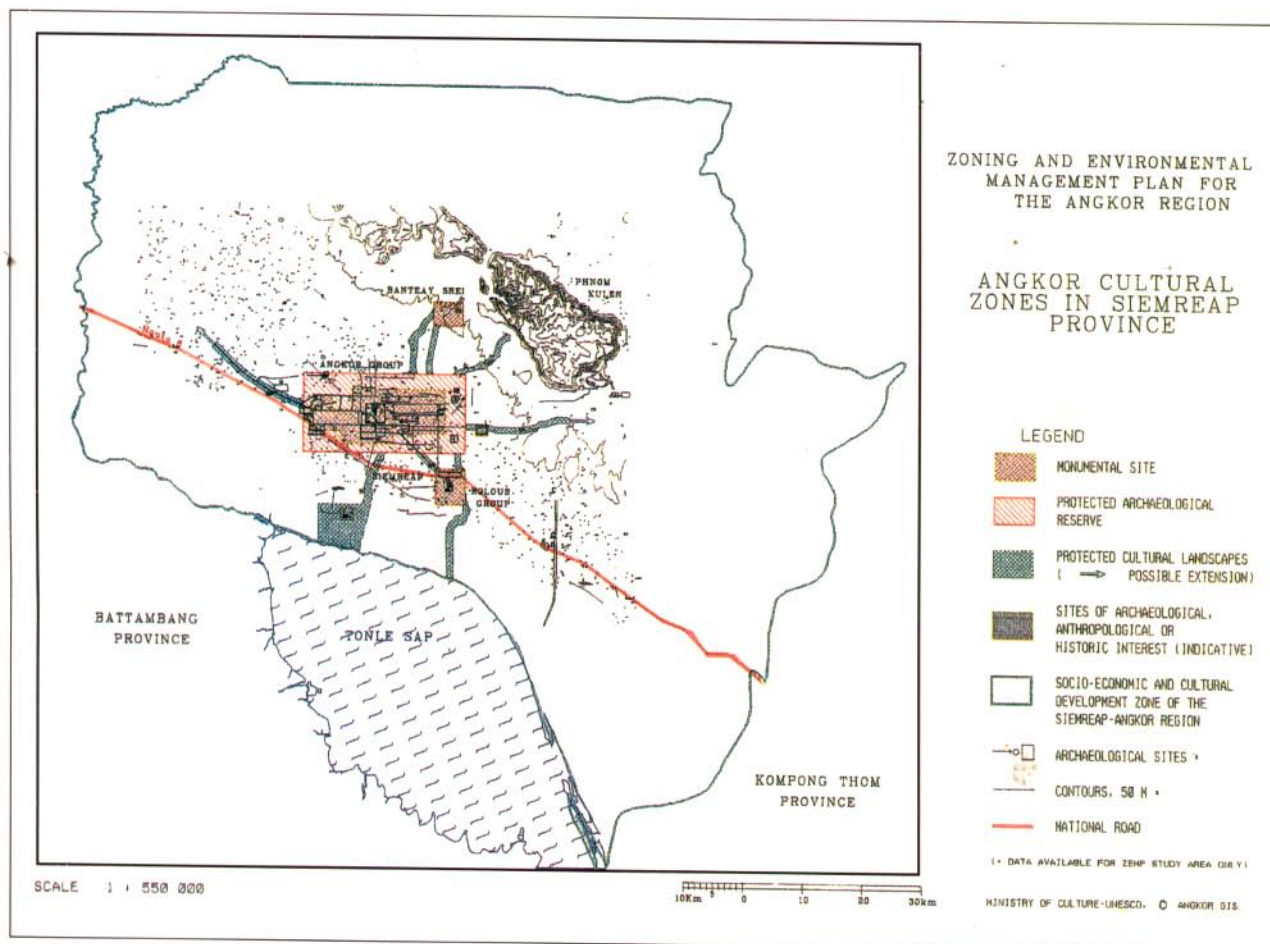 ZONING AND ENVIRONMENTAL
MANAGEMENT PLAN FOR
THE ANGKOR REGION
ANGKOR CULTURAL
ZONES IN SIEMREAP
PROVINCE
BANTEAY SREI
PHNOM
KULEN
ANGKOR GROUP
SIEMREAP
ROLOUS
GROUP
BATTAMBANG
PROVINCE
TONLE SAP
KOMPONG THOM
PROVINCE
LEGEND
MONUMENTAL SITE
PROTECTED ARCHAEOLOGICAL
RESERVE
PROTECTED CULTURAL LANDSCAPES
( POSSIBLE EXTENSION)
SITES OF ARCHAEOLOGICAL,
ANTHROPOLOGICAL OR
HISTORIC INTEREST (INDICATIVE)
SOCIO-ECONOMIC AND CULTURAL
DEVELOPMENT ZONE OF THE
SIEMREAP-ANGKOR REGION
ARCHAEOLOGICAL SITES *
CONTOURS, 50 M *
NATIONAL ROAD
(* DATA AVAILABLE FOR ZEMP STUDY AREA ONLY)
MINISTRY OF CULTURE-UNESCO, © ANGKOR GIS.
SCALE 1 : 550 000
10Km 5 0 10 20 30km